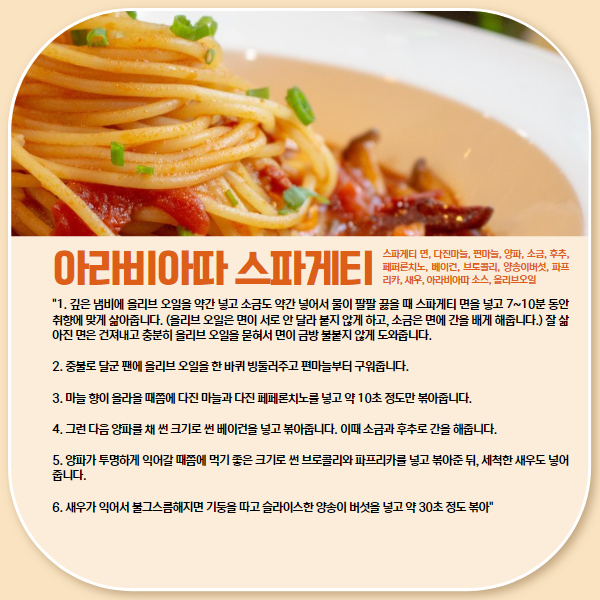 아라비아따 스파게티
스파게티 면, 다진마늘, 편마늘, 양파, 소금, 후추,
페퍼론치노, 베이컨, 브로콜리, 양송이버섯, 파프
리카, 새우, 아라비아따 소스, 올리브오일
"1. 깊은 냄비에 올리브 오일을 약간 넣고 소금도 약간 넣어서 물이 팔팔 끓을 때 스파게티 면을 넣고 7~10분 동안
취향에 맞게 삶아줍니다. (올리브 오일은 면이 서로 안 달라 붙지 않게 하고, 소금은 면에 간을 배게 해줍니다.) 잘 삶
아진 면은 건져내고 충분히 올리브 오일을 묻혀서 면이 금방 불붙지 않게 도와줍니다.
2. 중불로 달군 팬에 올리브 오일을 한 바퀴 빙둘러주고 편마늘부터 구워줍니다.
3. 마늘 향이 올라올 때쯤에 다진 마늘과 다진 페페론치노를 넣고 약 10초 정도만 볶아줍니다.
4. 그런 다음 양파를 채 썬 크기로 썬 베이컨을 넣고 볶아줍니다. 이때 소금과 후추로 간을 해줍니다.
5. 양파가 투명하게 익어갈 때쯤에 먹기 좋은 크기로 썬 브로콜리와 파프리카를 넣고 볶아준 뒤, 세척한 새우도 넣어
줍니다.
6. 새우가 익어서 불그스름해지면 기둥을 따고 슬라이스한 양송이 버섯을 넣고 약 30초 정도 볶아"